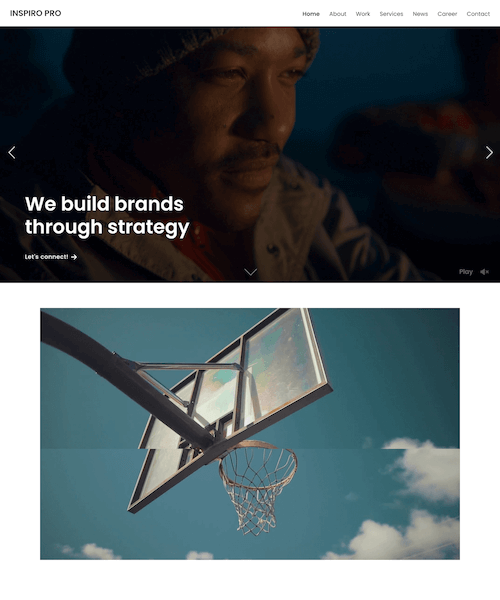 INSPIRO PRO
Home About Work Services News Career Contact
We build brands
through strategy
Let's connect!
Play